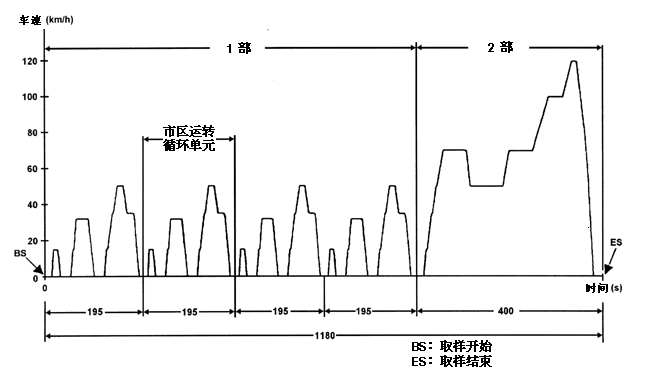 车速 (km/h)
1 部
2 部
120
100
80
60
40
20
0
市区运转
循环单元
BS
ES
0
时间 (s)
195
195
195
195
400
1180
BS：取样开始
ES：取样结束